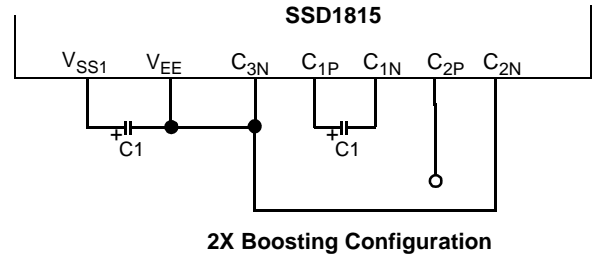 SSD1815
VSS1 VEE C3N C1P C1N C2P C2N
+ C1 + C1
2X Boosting Configuration